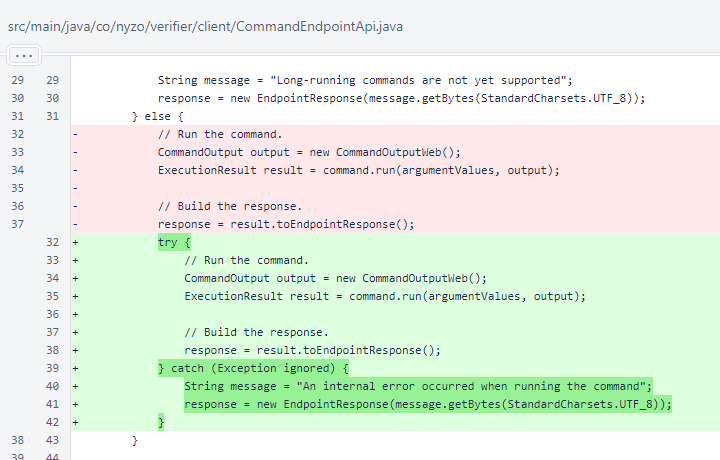 src/main/java/co/nyzo/verifier/client/CommandEndpointApi.java
...
29 29 String message = "Long-running commands are not yet supported";
30 30 response = new EndpointResponse(message.getBytes(StandardCharsets.UTF_8));
31 31 } else {
32 - // Run the command.
33 - CommandOutput output = new CommandOutputWeb();
34 - ExecutionResult result = command.run(argumentValues, output);
35 -
36 - // Build the response.
37 - response = result.toEndpointResponse();
32 + try {
33 + // Run the command.
34 + CommandOutput output = new CommandOutputWeb();
35 + ExecutionResult result = command.run(argumentValues, output);
36 +
37 + // Build the response.
38 + response = result.toEndpointResponse();
39 + } catch (Exception ignored) {
40 + String message = "An internal error occurred when running the command";
41 + response = new EndpointResponse(message.getBytes(StandardCharsets.UTF_8));
42 + }
38 43 }
39 44